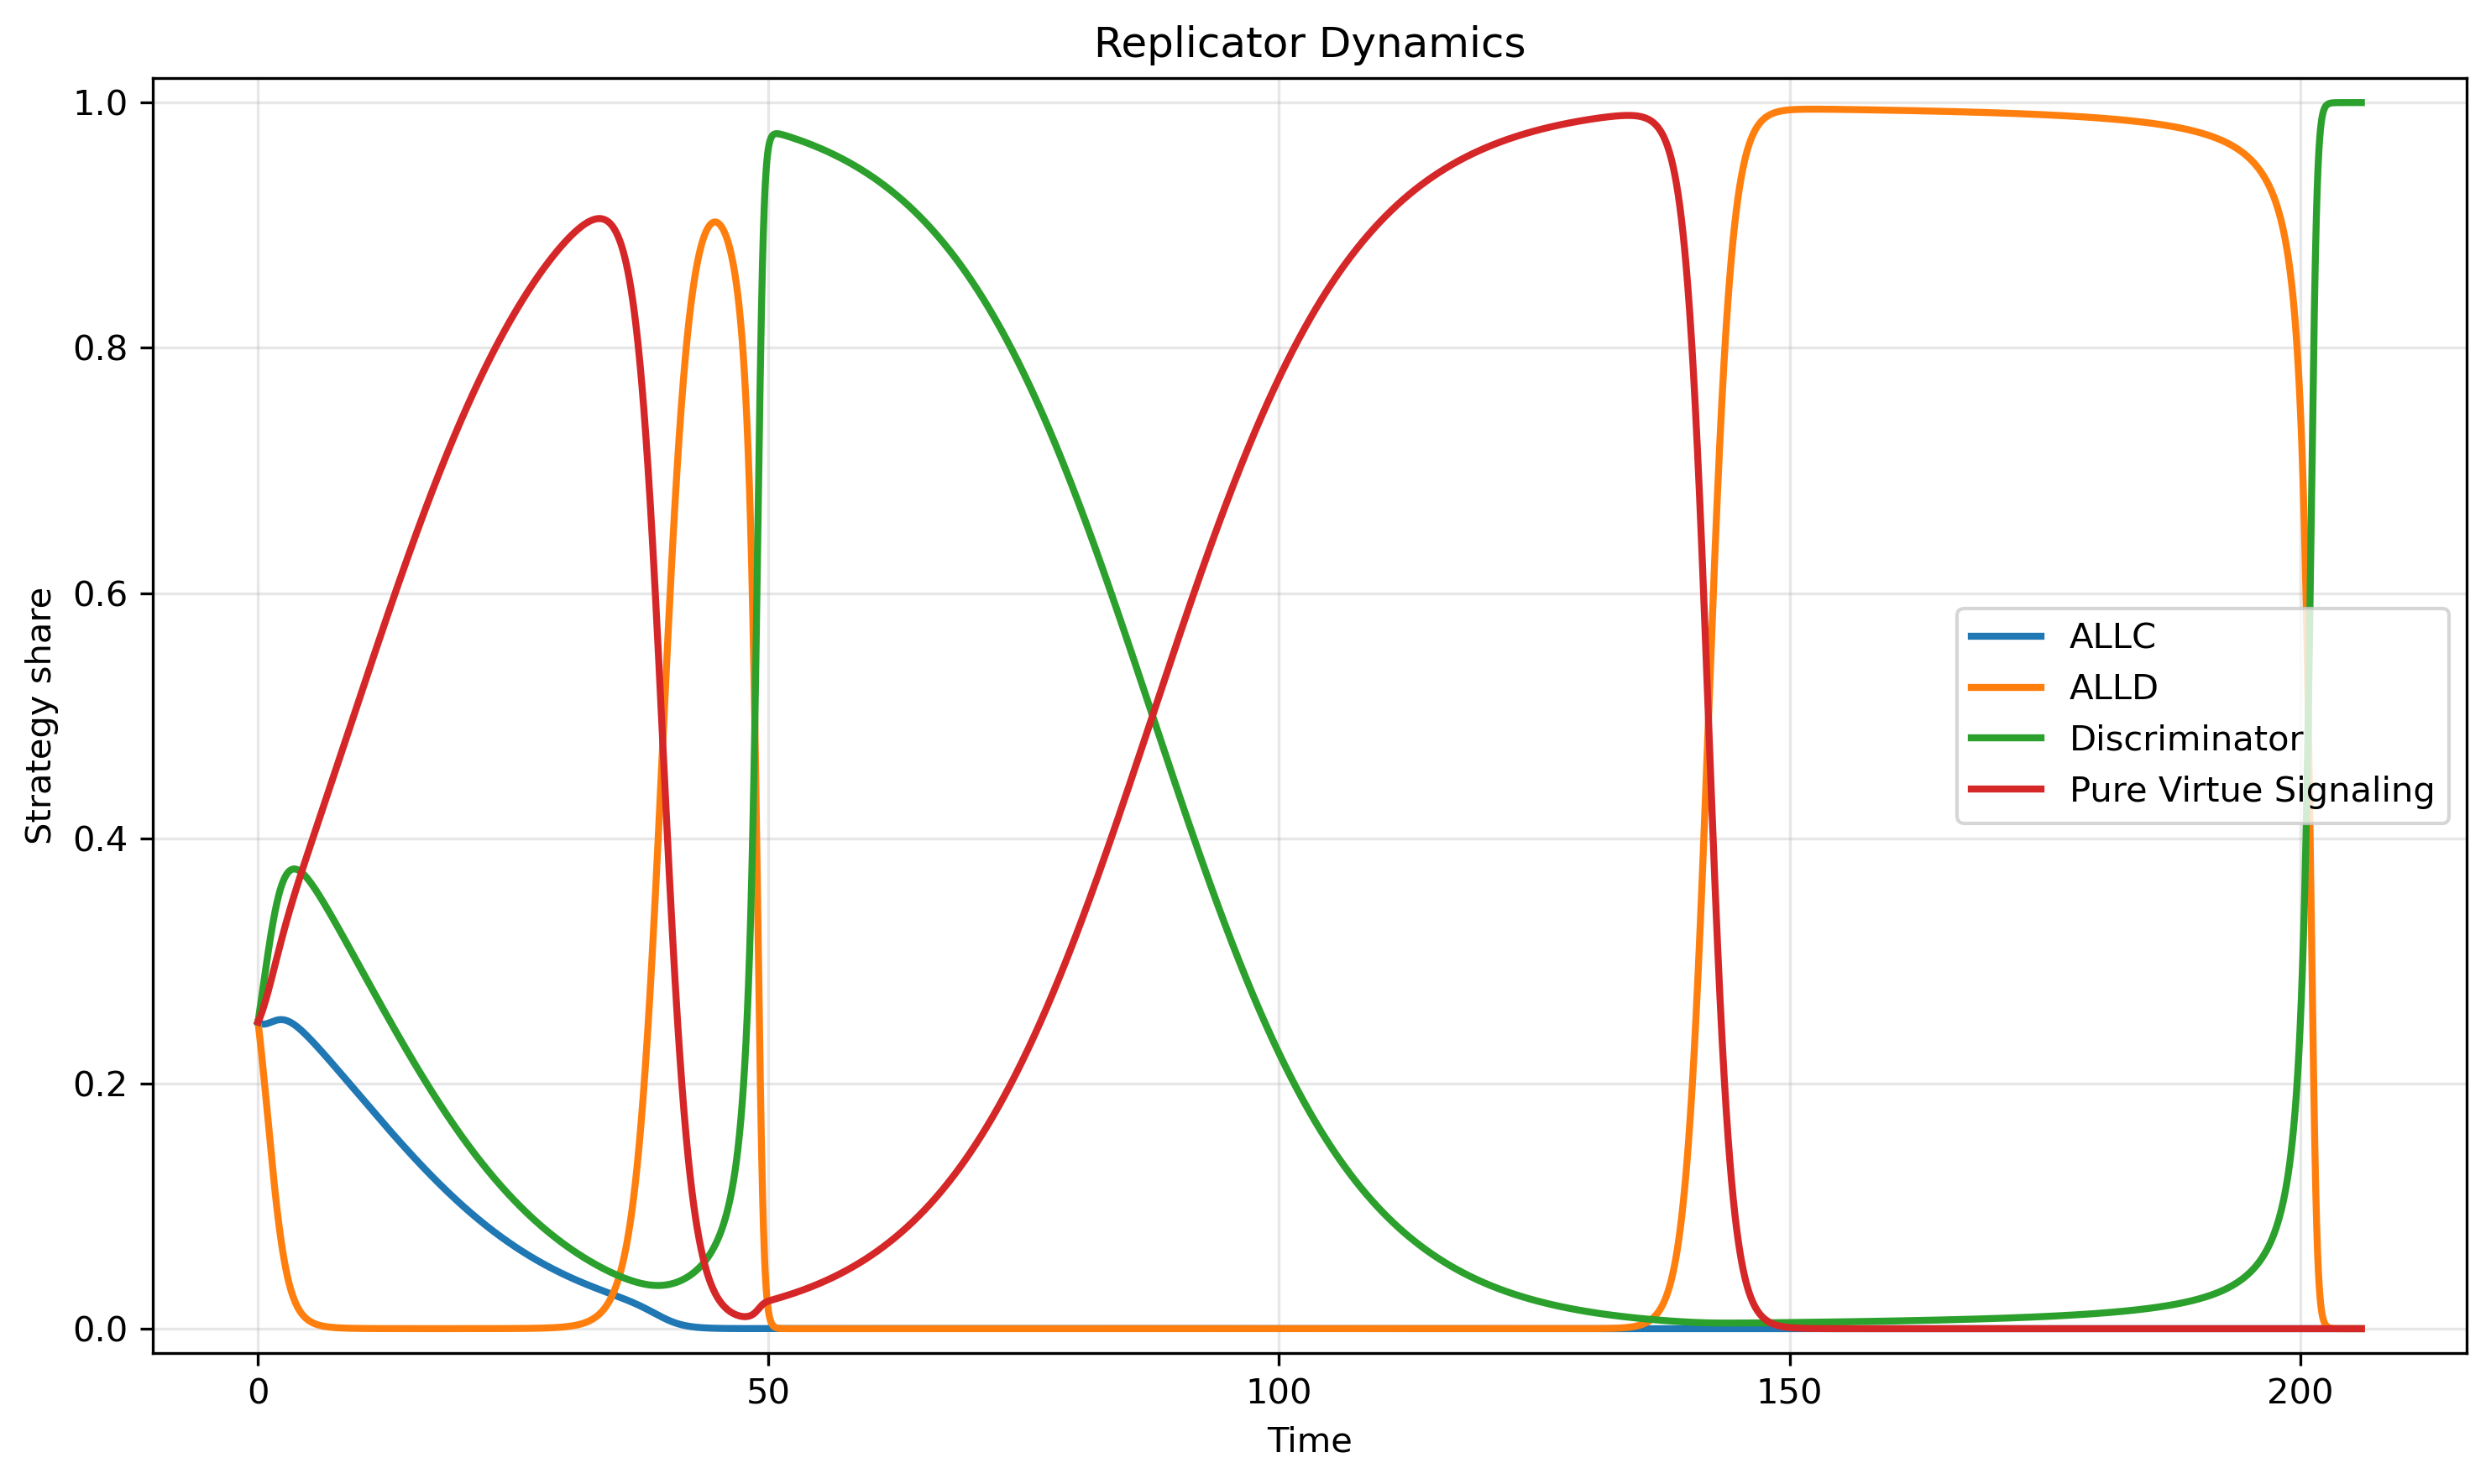 Replicator Dynamics
Strategy share
1.0
0.8
0.6
0.4
0.2
0.0
ALLC
ALLD
Discriminator
Pure Virtue Signaling
0 50 100 150 200
Time